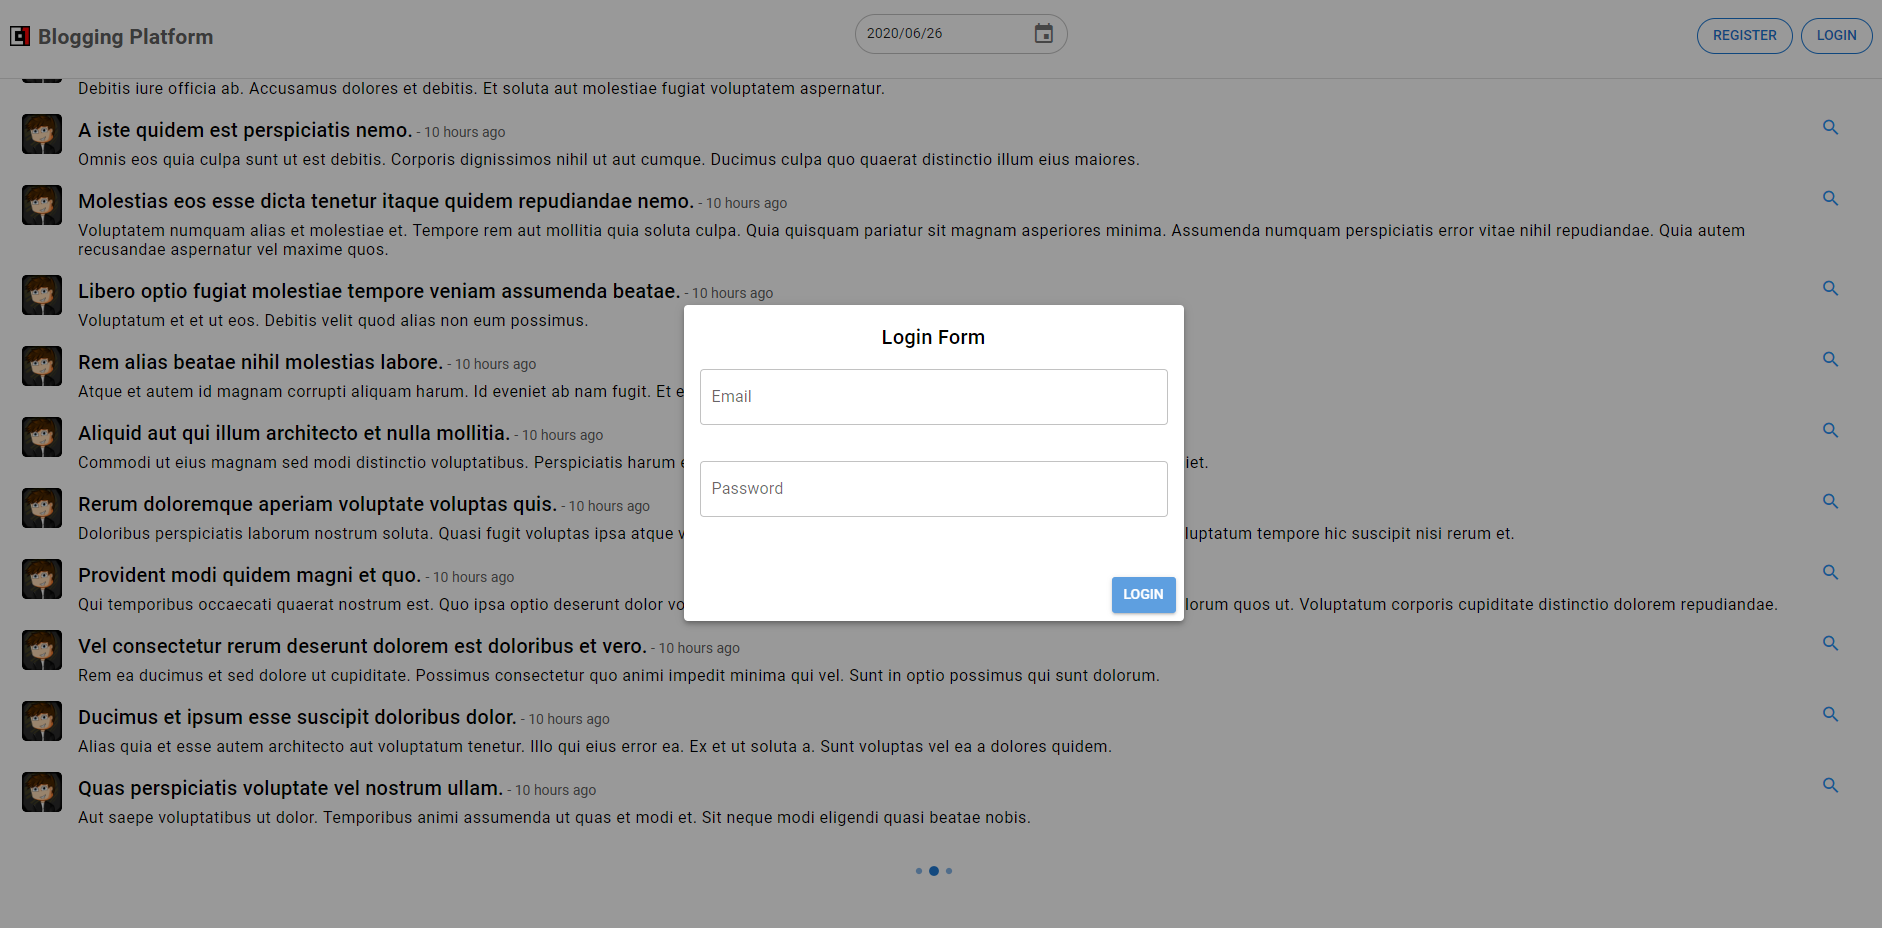 Blogging Platform
2020/06/26
REGISTER
LOGIN
Debitis iure officia ab. Accusamus dolores et debitis. Et soluta aut molestiae fugiat voluptatem aspernatur.
A iste quidem est perspiciatis nemo. - 10 hours ago
Omnis eos quia culpa sunt ut est debitis. Corporis dignissimos nihil ut aut cumque. Ducimus culpa quo quaerat distinctio illum eius maiores.
Molestias eos esse dicta tenetur itaque quidem repudiandae nemo. - 10 hours ago
Voluptatem numquam alias et molestiae et. Tempore rem aut mollitia quia soluta culpa. Quia quisquam pariatur sit magnam asperiores minima. Assumenda numquam perspiciatis error vitae nihil repudiandae. Quia autem
recusandae aspernatur vel maxime quos.
Libero optio fugiat molestiae tempore veniam assumenda beatae. - 10 hours ago
Voluptatum et et ut eos. Debitis velit quod alias non eum possimus.
Rem alias beatae nihil molestias labore. - 10 hours ago
Atque et autem id magnam corrupti aliquam harum. Id eveniet ab nam fugit. Et e
Aliquid aut qui illum architecto et nulla mollitia. - 10 hours ago
Commodi ut eius magnam sed modi distinctio voluptatibus. Perspiciatis harum iet.
Rerum doloremque aperiam voluptate voluptas quis. - 10 hours ago
Doloribus perspiciatis laborum nostrum soluta. Quasi fugit voluptas ipsa atque v luptatum tempore hic suscipit nisi rerum et.
Provident modi quidem magni et quo. - 10 hours ago
Qui temporibus occaecati quaerat nostrum est. Quo ipsa optio deserunt dolor vo lorum quos ut. Voluptatum corporis cupiditate distinctio dolorem repudiandae.
Vel consectetur rerum deserunt dolorem est doloribus et vero. - 10 hours ago
Rem ea ducimus et sed dolore ut cupiditate. Possimus consectetur quo animi impedit minima qui vel. Sunt in optio possimus qui sunt dolorum.
Ducimus et ipsum esse suscipit doloribus dolor. - 10 hours ago
Alias quia et esse autem architecto aut voluptatum tenetur. Illo qui eius error ea. Ex et ut soluta a. Sunt voluptas vel ea a dolores quidem.
Quas perspiciatis voluptate vel nostrum ullam. - 10 hours ago
Aut saepe voluptatibus ut dolor. Temporibus animi assumenda ut quas et modi et. Sit neque modi eligendi quasi beatae nobis.
Login Form
Email
Password
LOGIN